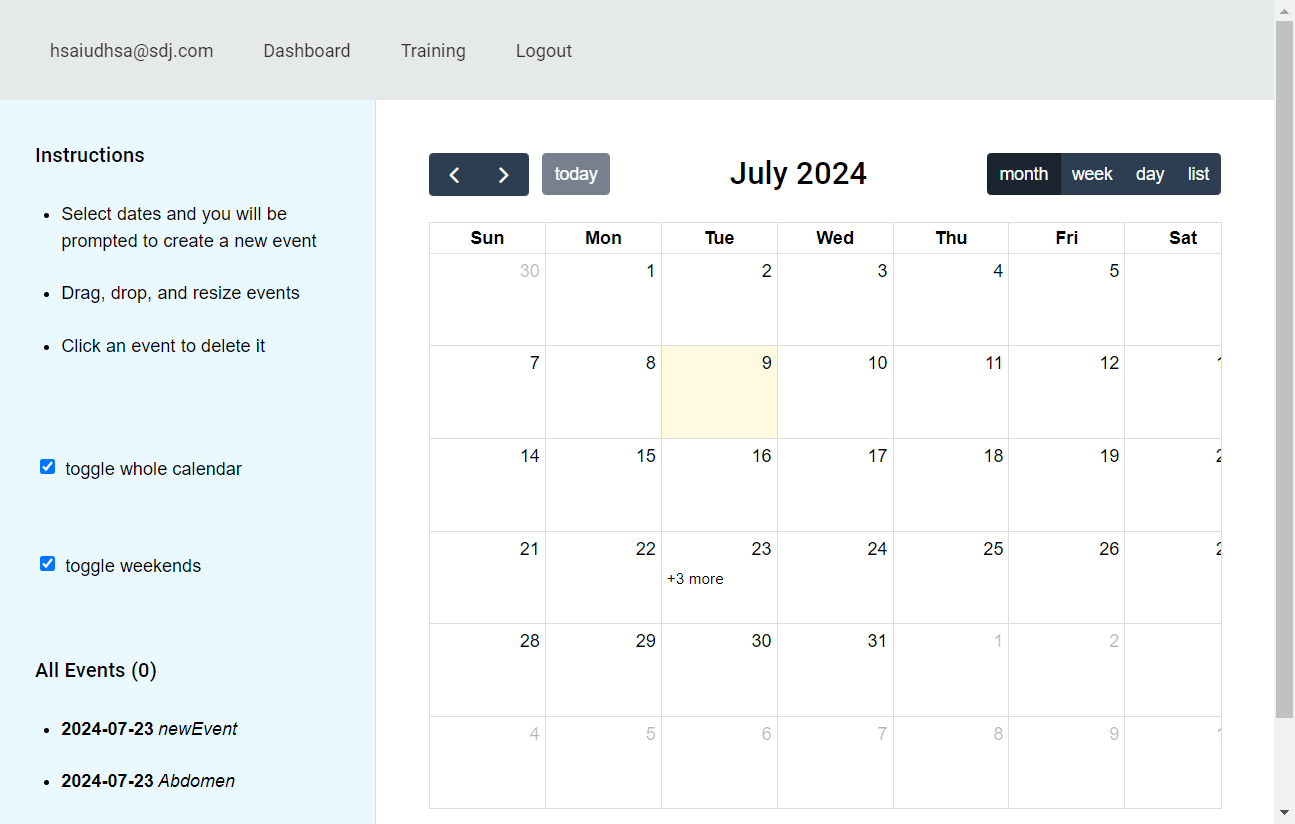 hsaiudhsa@sdj.com Dashboard Training Logout
Instructions
Select dates and you will be
prompted to create a new event
Drag, drop, and resize events
Click an event to delete it
toggle whole calendar
toggle weekends
All Events (0)
2024-07-23 newEvent
2024-07-23 Abdomen
today
July 2024
month week day list
Sun Mon Tue Wed Thu Fri Sat
30 1 2 3 4 5
7 8 9 10 11 12
14 15 16 17 18 19
21 22 23 24 25 26
+3 more
28 29 30 31 1 2
4 5 6 7 8 9